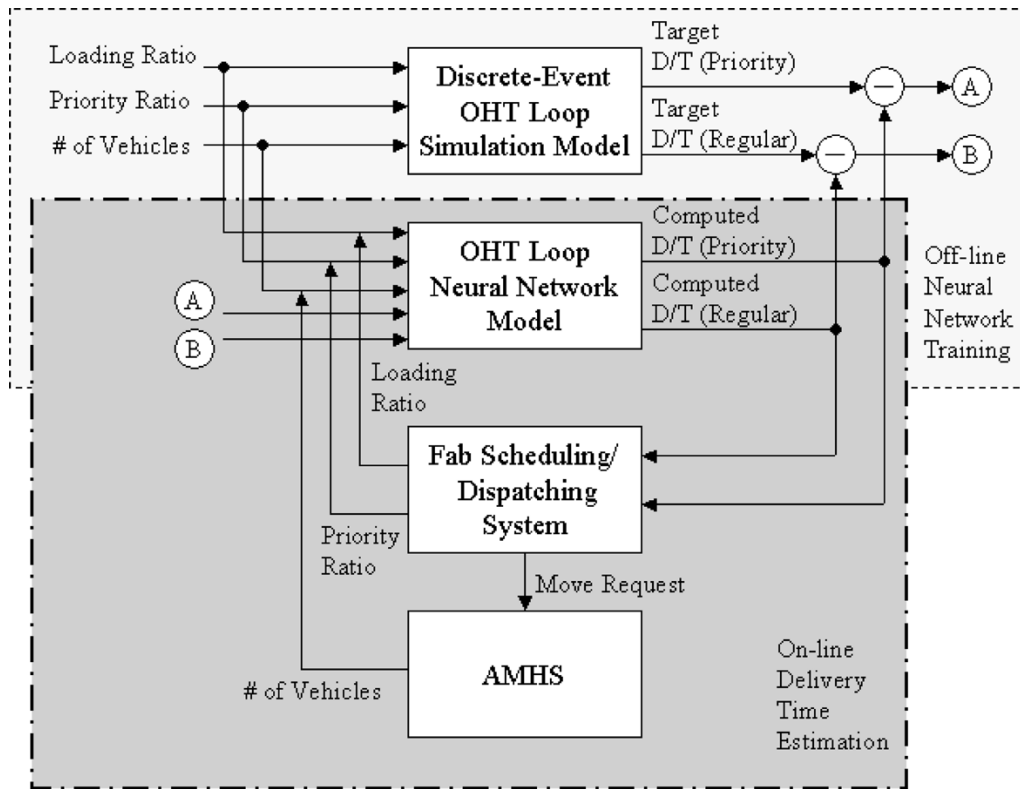 Loading Ratio
Priority Ratio
# of Vehicles
Discrete-Event
OHT Loop
Simulation Model
Target
D/T (Priority)
Target
D/T (Regular)
−
A
−
B
OHT Loop
Neural Network
Model
Computed
D/T (Priority)
Computed
D/T (Regular)
A
B
Off-line
Neural
Network
Training
Loading
Ratio
Fab Scheduling/
Dispatching
System
Priority
Ratio
Move Request
AMHS
# of Vehicles
On-line
Delivery
Time
Estimation